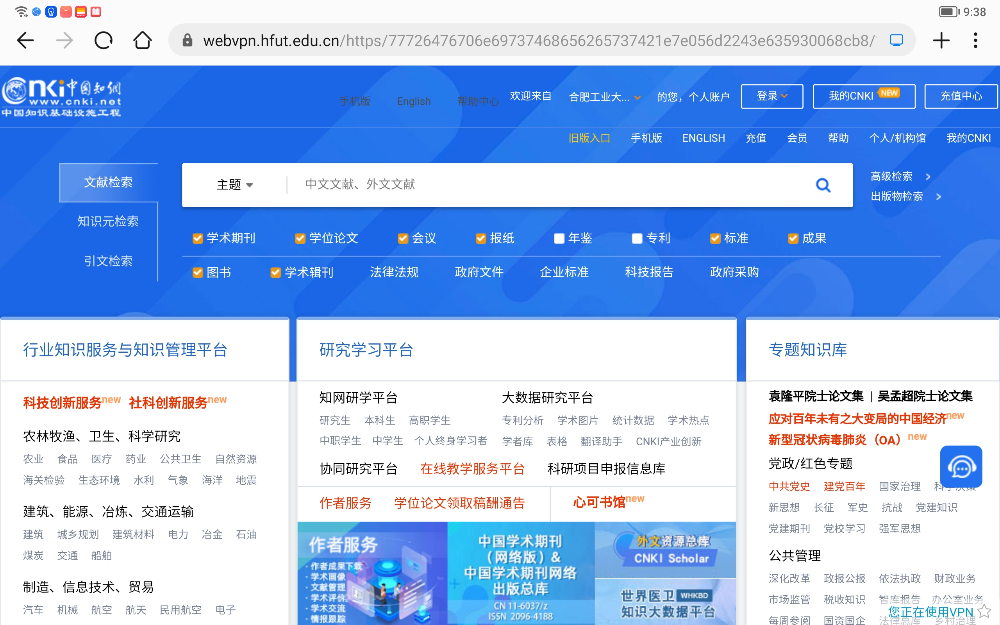 9:38
webvpn.hfut.edu.cn/https/77726476706e69737468656265737421e7e056d2243e635930068cb8/
cnki中国知网
www.cnki.net
中国知识基础设施工程
手机版 English 帮助中心 欢迎来自 合肥工业大... 的您，个人账户 登录 我的CNKI NEW 充值中心
旧版入口 手机版 ENGLISH 充值 会员 帮助 个人/机构馆 我的CNKI
文献检索 主题 中文文献、外文文献 高级检索 >
出版物检索 >
知识元检索
学术期刊 学位论文 会议 报纸 年鉴 专利 标准 成果
引文检索
图书 学术辑刊 法律法规 政府文件 企业标准 科技报告 政府采购
行业知识服务与知识管理平台
科技创新服务new 社科创新服务new
农林牧渔、卫生、科学研究
农业 食品 医疗 药业 公共卫生 自然资源
海关检验 生态环境 水利 气象 海洋 地震
建筑、能源、冶炼、交通运输
建筑 城乡规划 建筑材料 电力 冶金 石油
煤炭 交通 船舶
制造、信息技术、贸易
汽车 机械 航空 航天 民用航空 电子
研究学习平台
知网研学平台
研究生 本科生 高职学生
中职学生 中学生 个人终身学习者
大数据研究平台
专利分析 学术图片 统计数据 学术热点
学者库 表格 翻译助手 CNKI产业创新
协同研究平台 在线教学服务平台 科研项目申报信息库
作者服务 学位论文领取稿酬通告 心可书馆new
作者服务
· 作者成果下载
· 学术画像
· 文献管理
· 学术评价
· 学术交流
· 情报跟踪
中国学术期刊
（网络版）&
中国学术期刊网络
出版总库
CN 11-6037/z
ISSN 2096-4188
外文资源总库
CNKI Scholar
世界医卫 WHKBD
知识大数据平台
专题知识库
袁隆平院士论文集 | 吴孟超院士论文集
应对百年未有之大变局的中国经济new
新型冠状病毒肺炎（OA）new
党政/红色专题
中共党史 建党百年 国家治理 科学决策
新思想 长征 军史 抗战 党建知识
党建期刊 党校学习 强军思想
公共管理
深化改革 政报公报 依法执政 财政业务
市场监管 税收知识 智库报告 办公室业务
您正在使用VPN
每周参阅 国资国企 法律总库 乡村治理